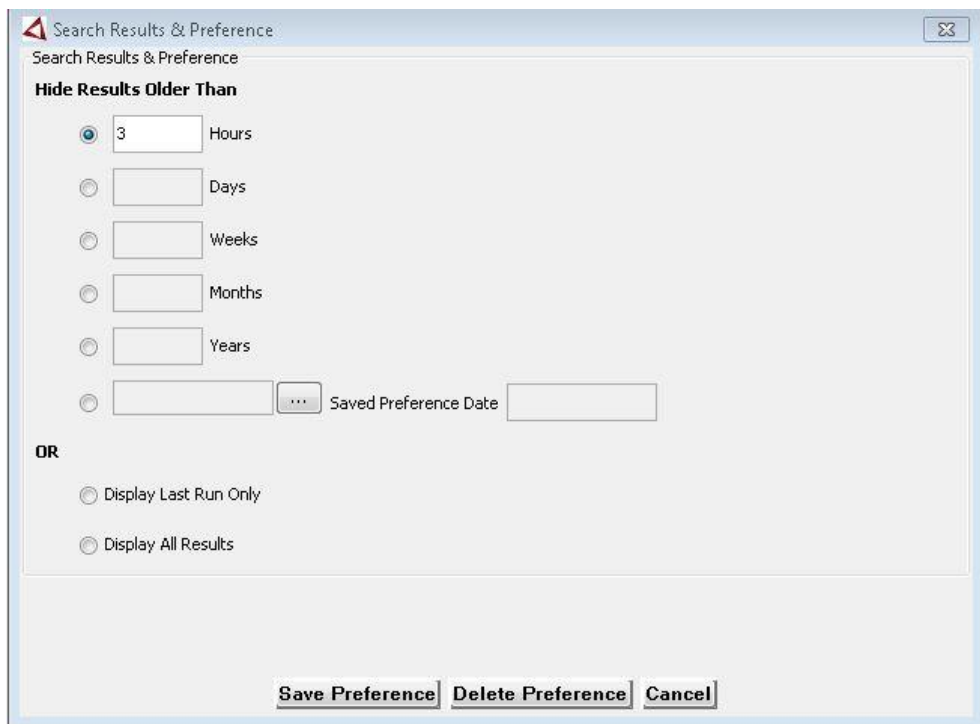 Search Results & Preference
Search Results & Preference
Hide Results Older Than
3 Hours
Days
Weeks
Months
Years
... Saved Preference Date
OR
Display Last Run Only
Display All Results
Save Preference Delete Preference Cancel